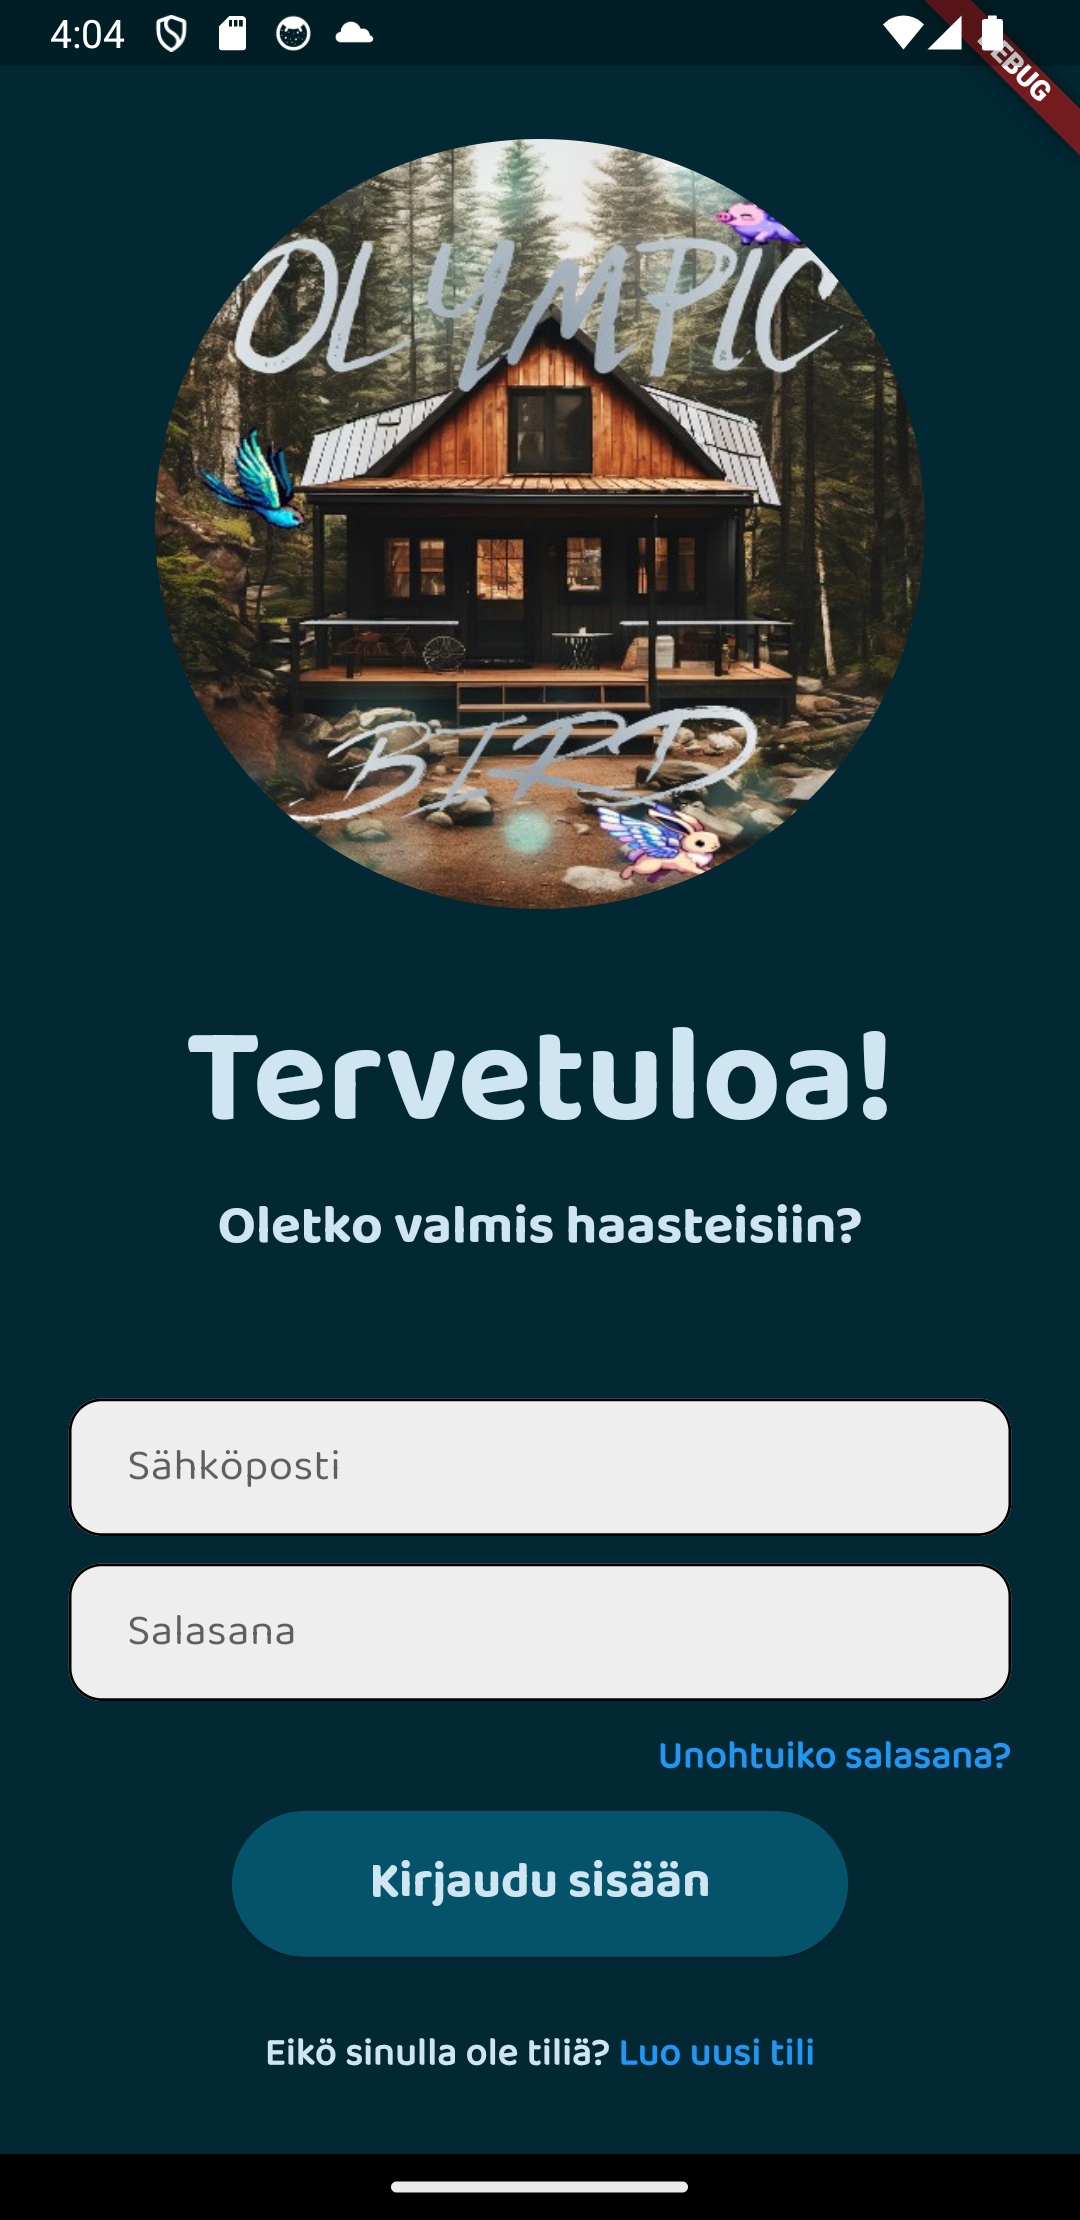 4:04
EBUG
OLYMPIC
BIRD
Tervetuloa!
Oletko valmis haasteisiin?
Sähköposti
Salasana
Unohtuiko salasana?
Kirjaudu sisään
Eikö sinulla ole tiliä? Luo uusi tili